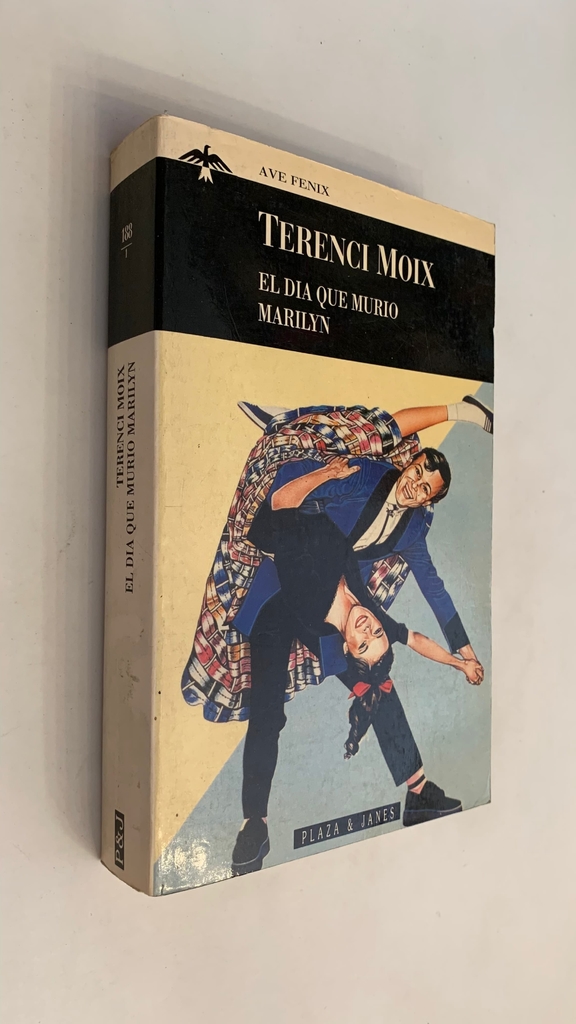 AVE FENIX
TERENCI MOIX
EL DIA QUE MURIO
MARILYN
PLAZA & JANES
188
1
TERENCI MOIX
EL DIA QUE MURIO MARILYN
P&J